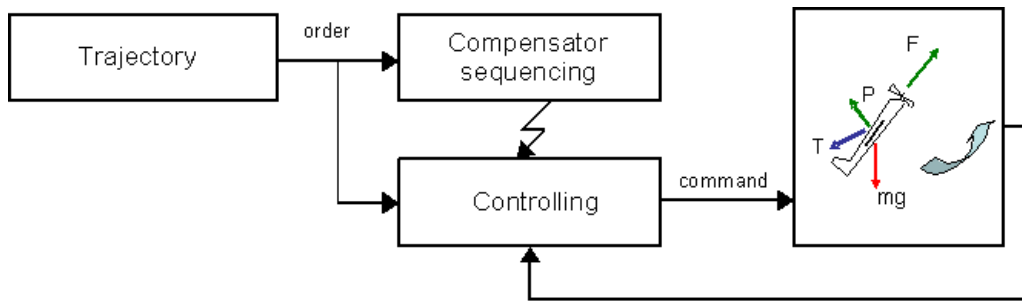 Trajectory
order
Compensator
sequencing
Controlling
command
F
P
T
mg